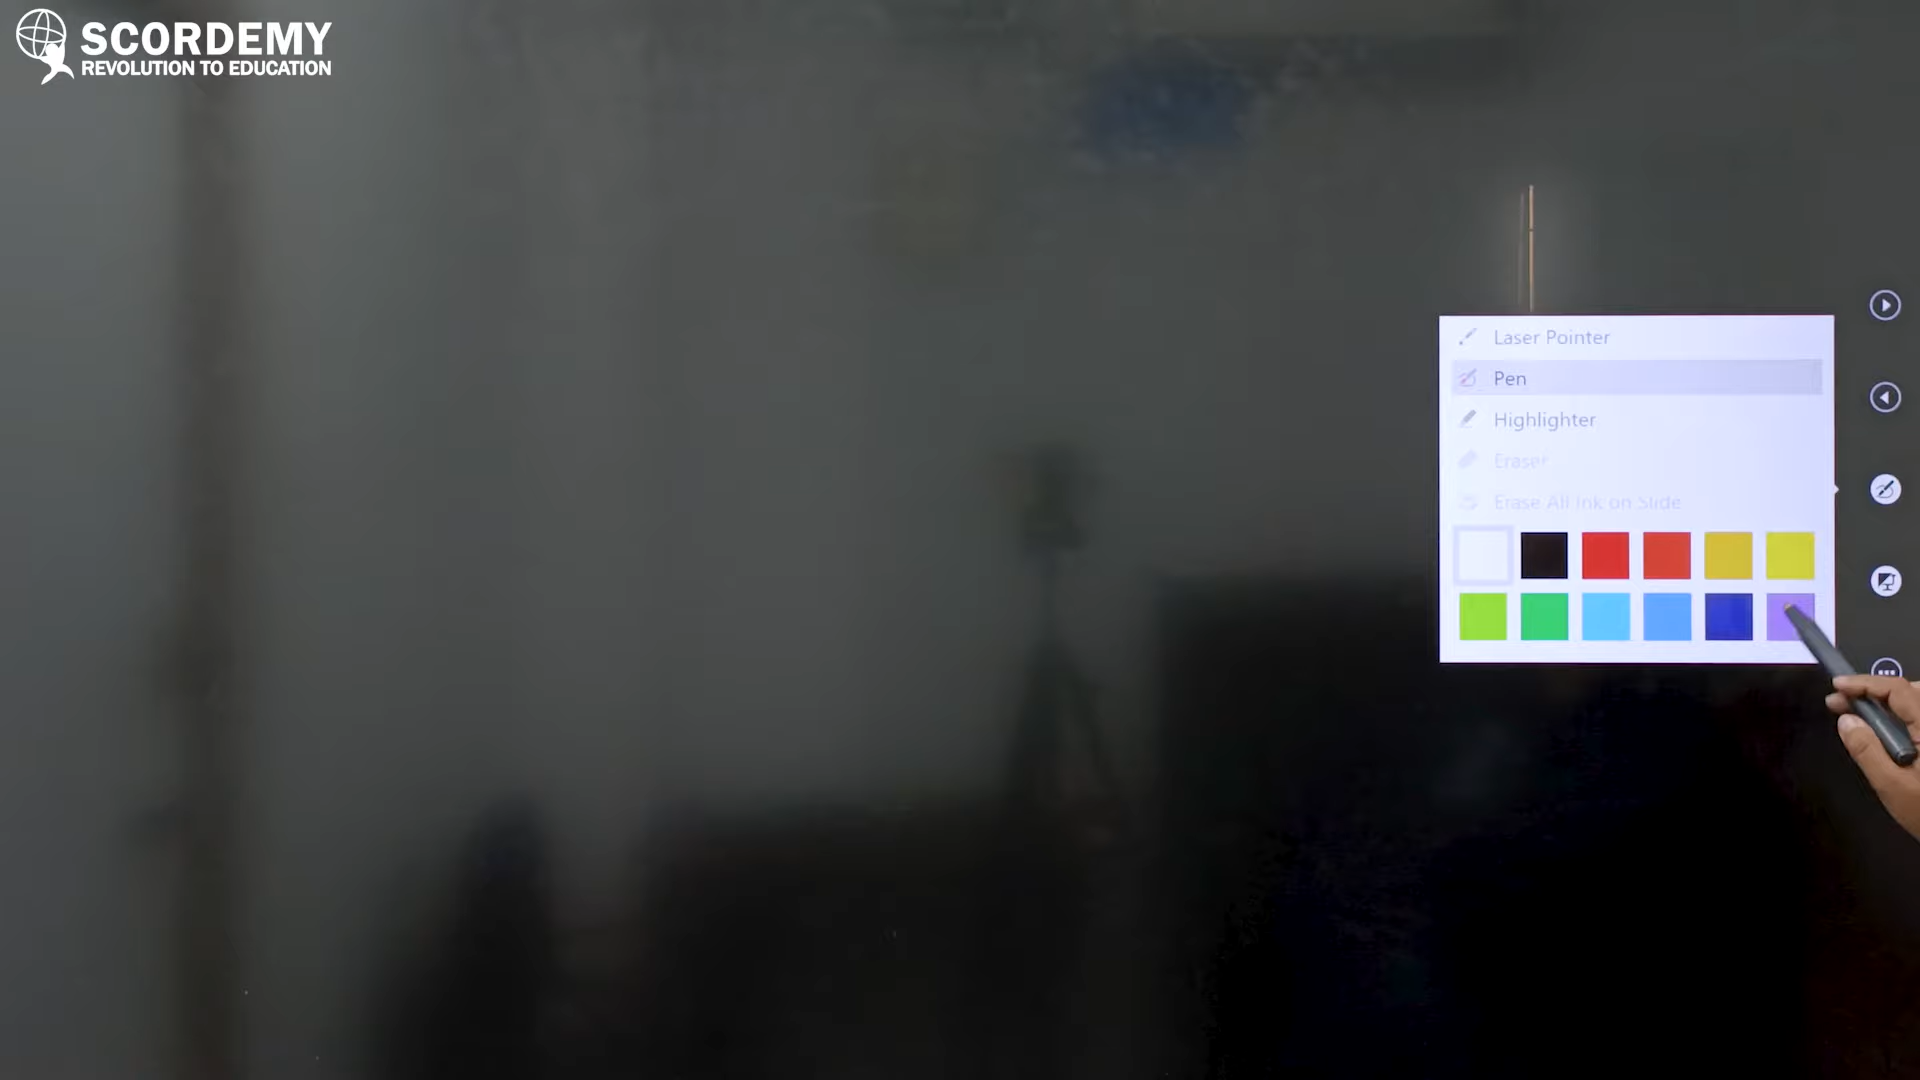 SCORDEMY
REVOLUTION TO EDUCATION
Laser Pointer
Pen
Highlighter
Eraser
Erase All Ink on Slide